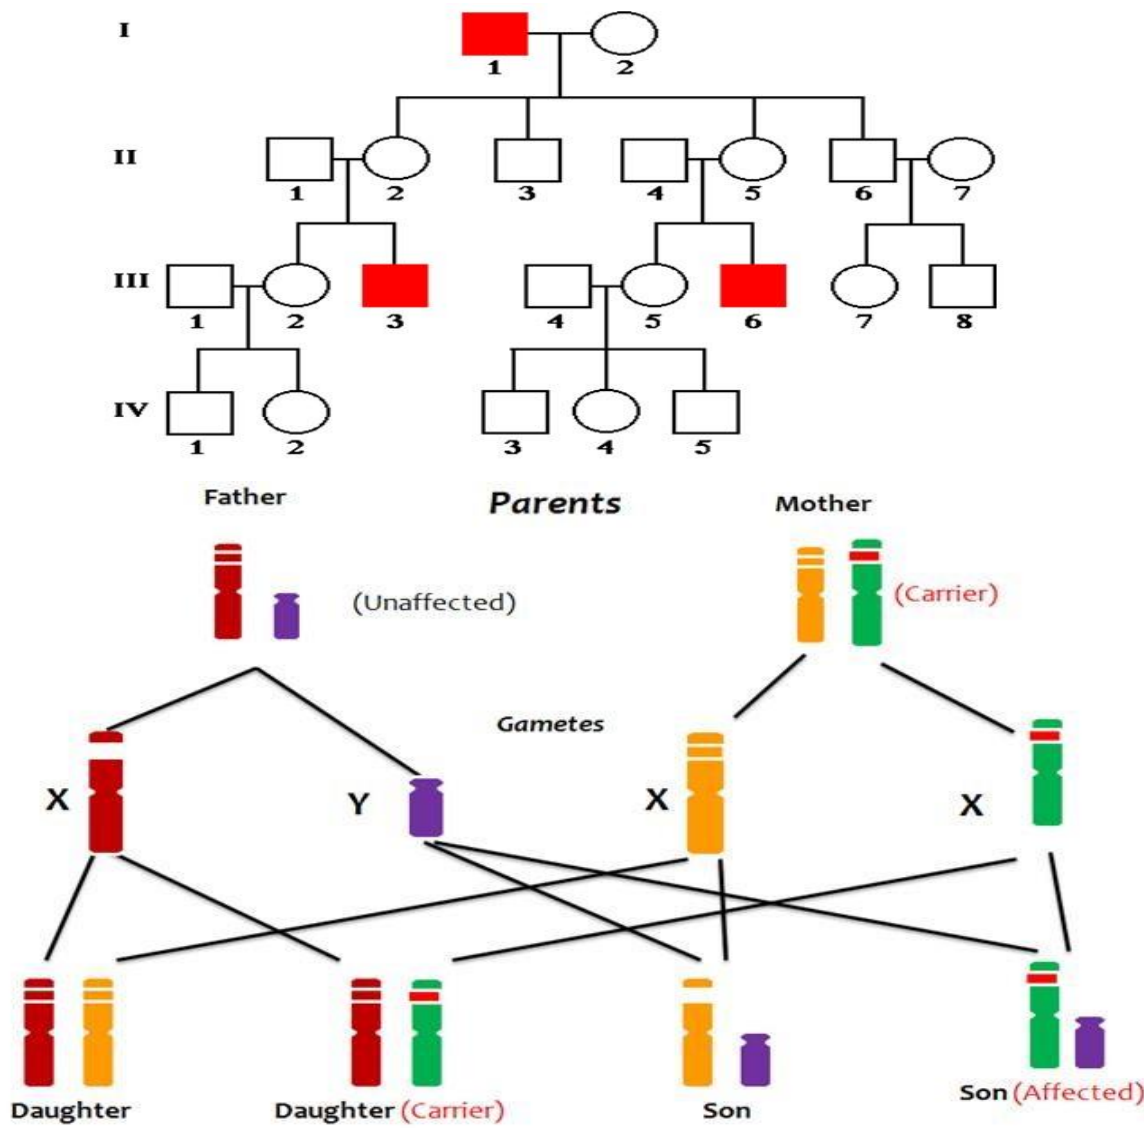 I
1 2
II
1 2 3 4 5 6 7
III
1 2 3 4 5 6 7 8
IV
1 2 3 4 5
Father Parents Mother
(Unaffected) (Carrier)
Gametes
X Y X X
Daughter Daughter (Carrier) Son Son (Affected)